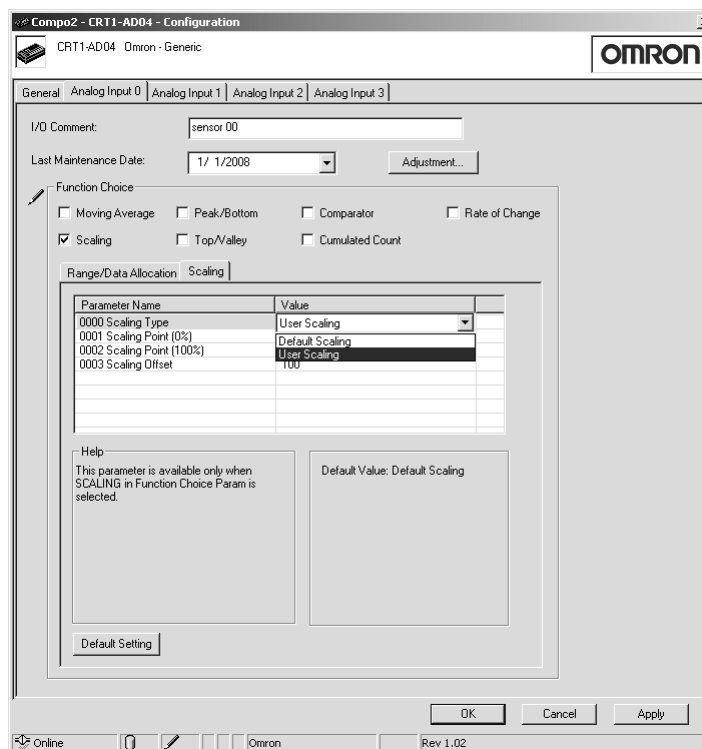 Compo2 - CRT1-AD04 - Configuration
CRT1-AD04 Omron - Generic
OMRON
General Analog Input 0 Analog Input 1 Analog Input 2 Analog Input 3
I/O Comment: sensor 00
Last Maintenance Date: 1/ 1/2008 Adjustment...
Function Choice
Moving Average Peak/Bottom Comparator Rate of Change
Scaling Top/Valley Cumulated Count
Range/Data Allocation Scaling
Parameter Name Value
0000 Scaling Type User Scaling
0001 Scaling Point (0%) Default Scaling
0002 Scaling Point (100%) User Scaling
0003 Scaling Offset 100
Help
This parameter is available only when
SCALING in Function Choice Param is
selected.
Default Value: Default Scaling
Default Setting
OK Cancel Apply
Online Omron Rev 1.02